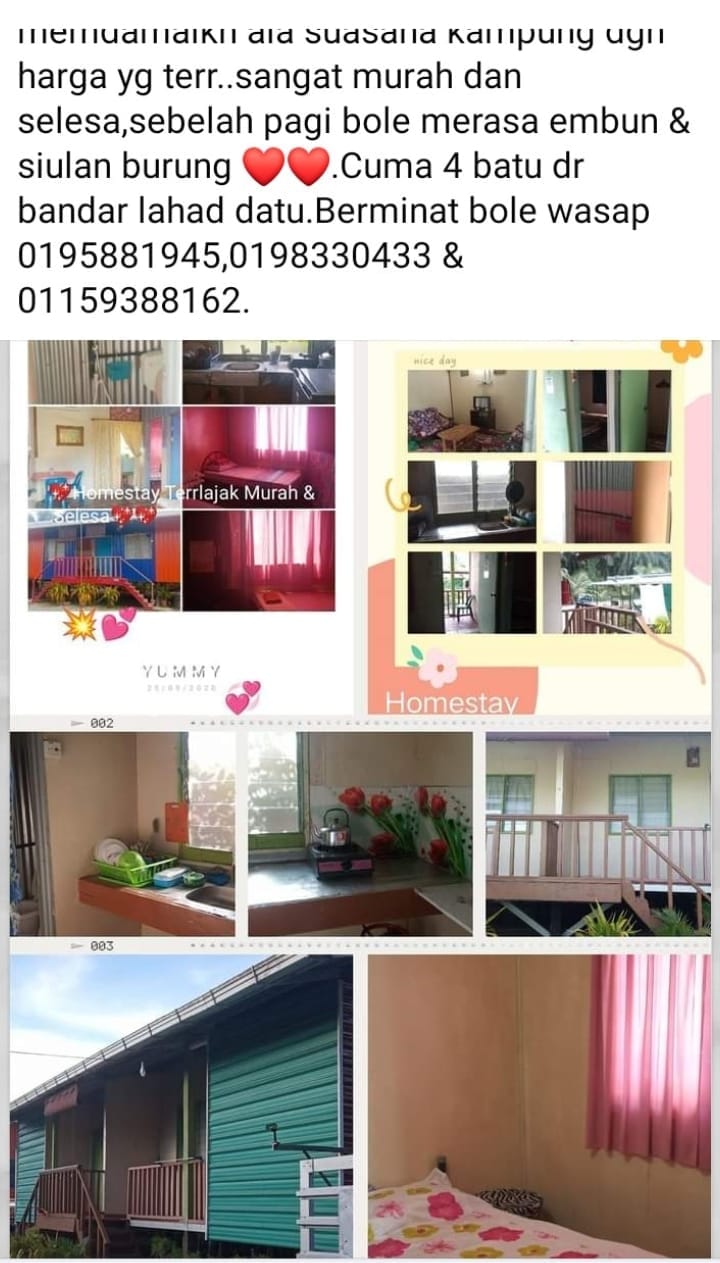 memdamaikn ala suasana kampung dgn
harga yg terr..sangat murah dan
selesa,sebelah pagi bole merasa embun &
siulan burung ❤️❤️.Cuma 4 batu dr
bandar lahad datu.Berminat bole wasap
0195881945,0198330433 &
01159388162.
nice day
Homestay Terrlajak Murah &
Selesa
YUMMY
25/09/2020
Homestay
002
003